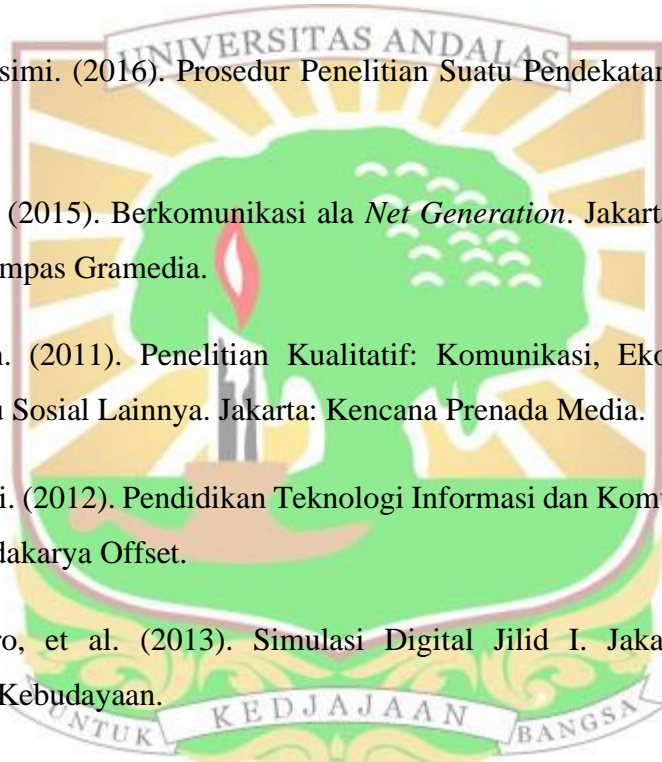 UNIVERSITAS ANDALAS
simi. (2016). Prosedur Penelitian Suatu Pendekatan
(2015). Berkomunikasi ala Net Generation. Jakart
mpas Gramedia.
. (2011). Penelitian Kualitatif: Komunikasi, Eko
Sosial Lainnya. Jakarta: Kencana Prenada Media.
i. (2012). Pendidikan Teknologi Informasi dan Kom
dakarya Offset.
ro, et al. (2013). Simulasi Digital Jilid I. Jaka
Kebudayaan.
UNTUK KEDJAJAAN BANGSA